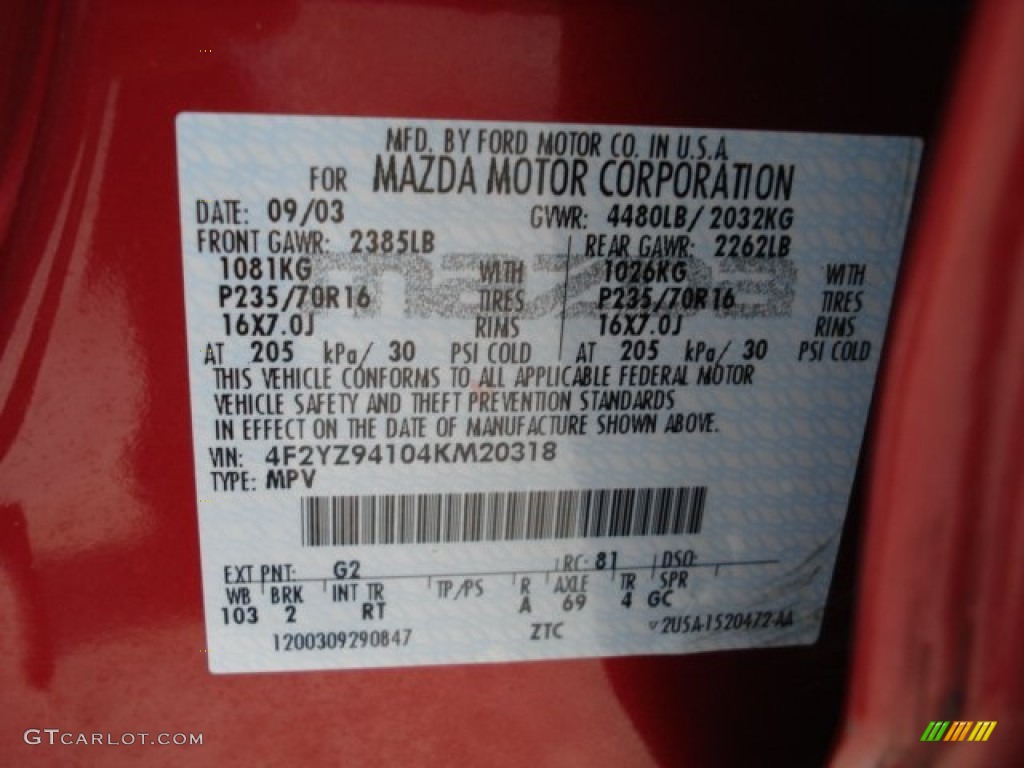 MFD. BY FORD MOTOR CO. IN U.S.A.
FOR MAZDA MOTOR CORPORATION
DATE: 09/03 GVWR: 4480LB/ 2032KG
FRONT GAWR: 2385LB REAR GAWR: 2262LB
1081KG WITH 1026KG WITH
P235/70R16 TIRES P235/70R16 TIRES
16X7.0J RIMS 16X7.0J RIMS
AT 205 kPa/ 30 PSI COLD AT 205 kPa/ 30 PSI COLD
mazda
THIS VEHICLE CONFORMS TO ALL APPLICABLE FEDERAL MOTOR
VEHICLE SAFETY AND THEFT PREVENTION STANDARDS
IN EFFECT ON THE DATE OF MANUFACTURE SHOWN ABOVE.
VIN: 4F2YZ94104KM20318
TYPE: MPV
EXT PNT: G2 RC: 81 DSO:
WB BRK INT TR TP/PS R AXLE TR SPR
103 2 RT A 69 4 GC
1200309290847 ZTC 2U5A-1520472-AA
GTCARLOT.COM